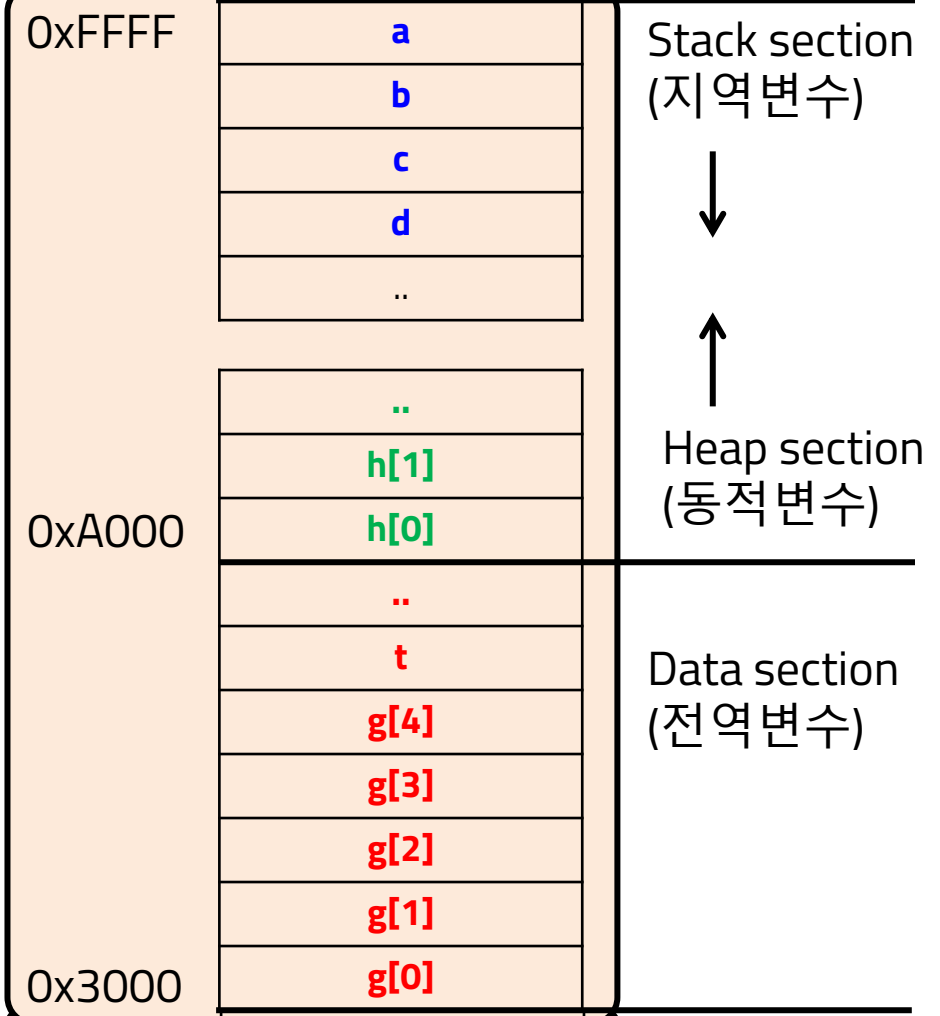 0xFFFF
a
b
c
d
..
Stack section
(지역변수)
..
h[1]
h[0]
0xA000
Heap section
(동적변수)
..
t
g[4]
g[3]
g[2]
g[1]
g[0]
0x3000
Data section
(전역변수)